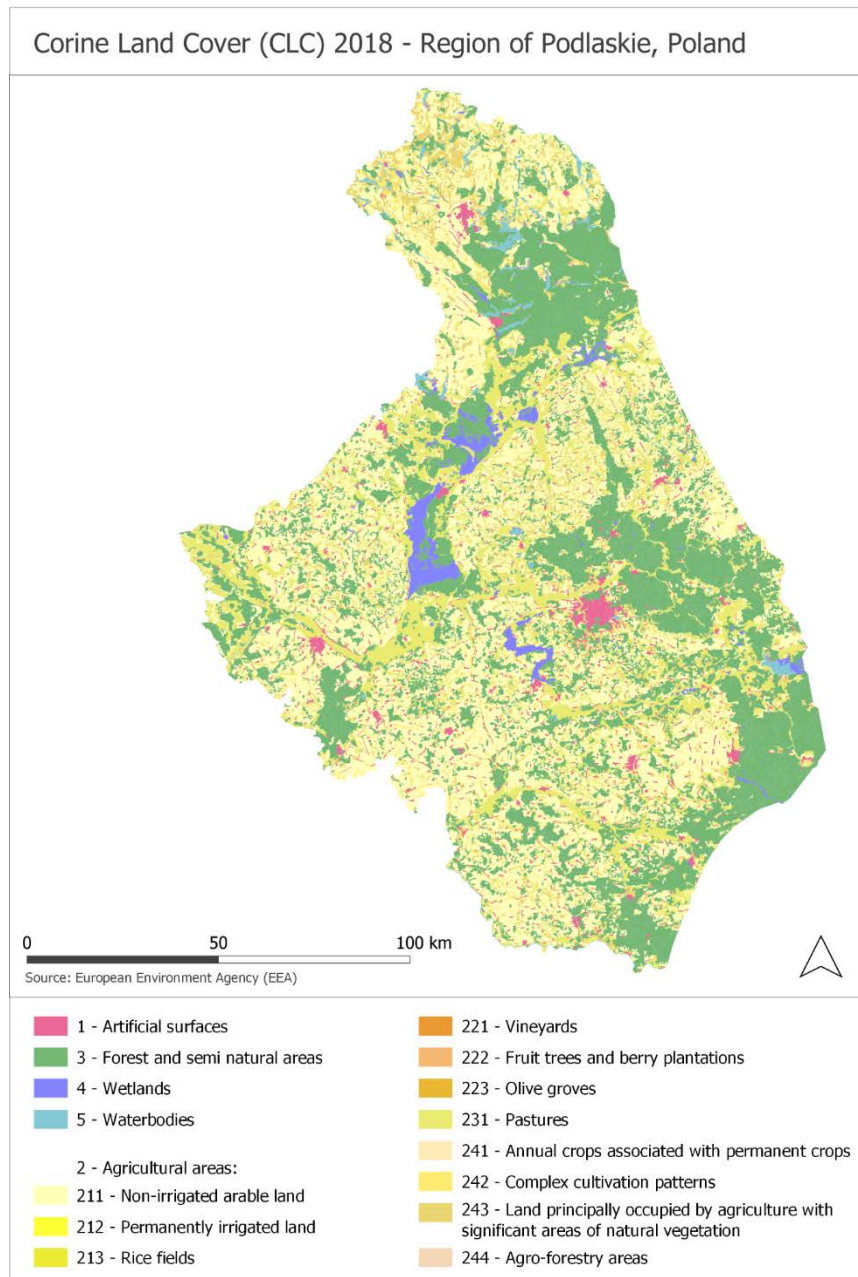 Corine Land Cover (CLC) 2018 - Region of Podlaskie, Poland
0 50 100 km
Source: European Environment Agency (EEA)
1 - Artificial surfaces
3 - Forest and semi natural areas
4 - Wetlands
5 - Waterbodies
2 - Agricultural areas:
211 - Non-irrigated arable land
212 - Permanently irrigated land
213 - Rice fields
221 - Vineyards
222 - Fruit trees and berry plantations
223 - Olive groves
231 - Pastures
241 - Annual crops associated with permanent crops
242 - Complex cultivation patterns
243 - Land principally occupied by agriculture with
significant areas of natural vegetation
244 - Agro-forestry areas